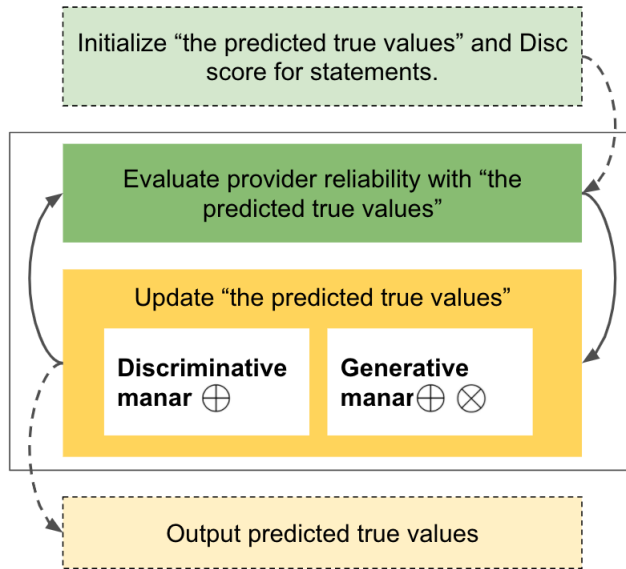 Initialize “the predicted true values” and Disc
score for statements.
Evaluate provider reliability with “the
predicted true values”
Update “the predicted true values”
Discriminative
manar ⊕
Generative
manar⊕ ⊗
Output predicted true values